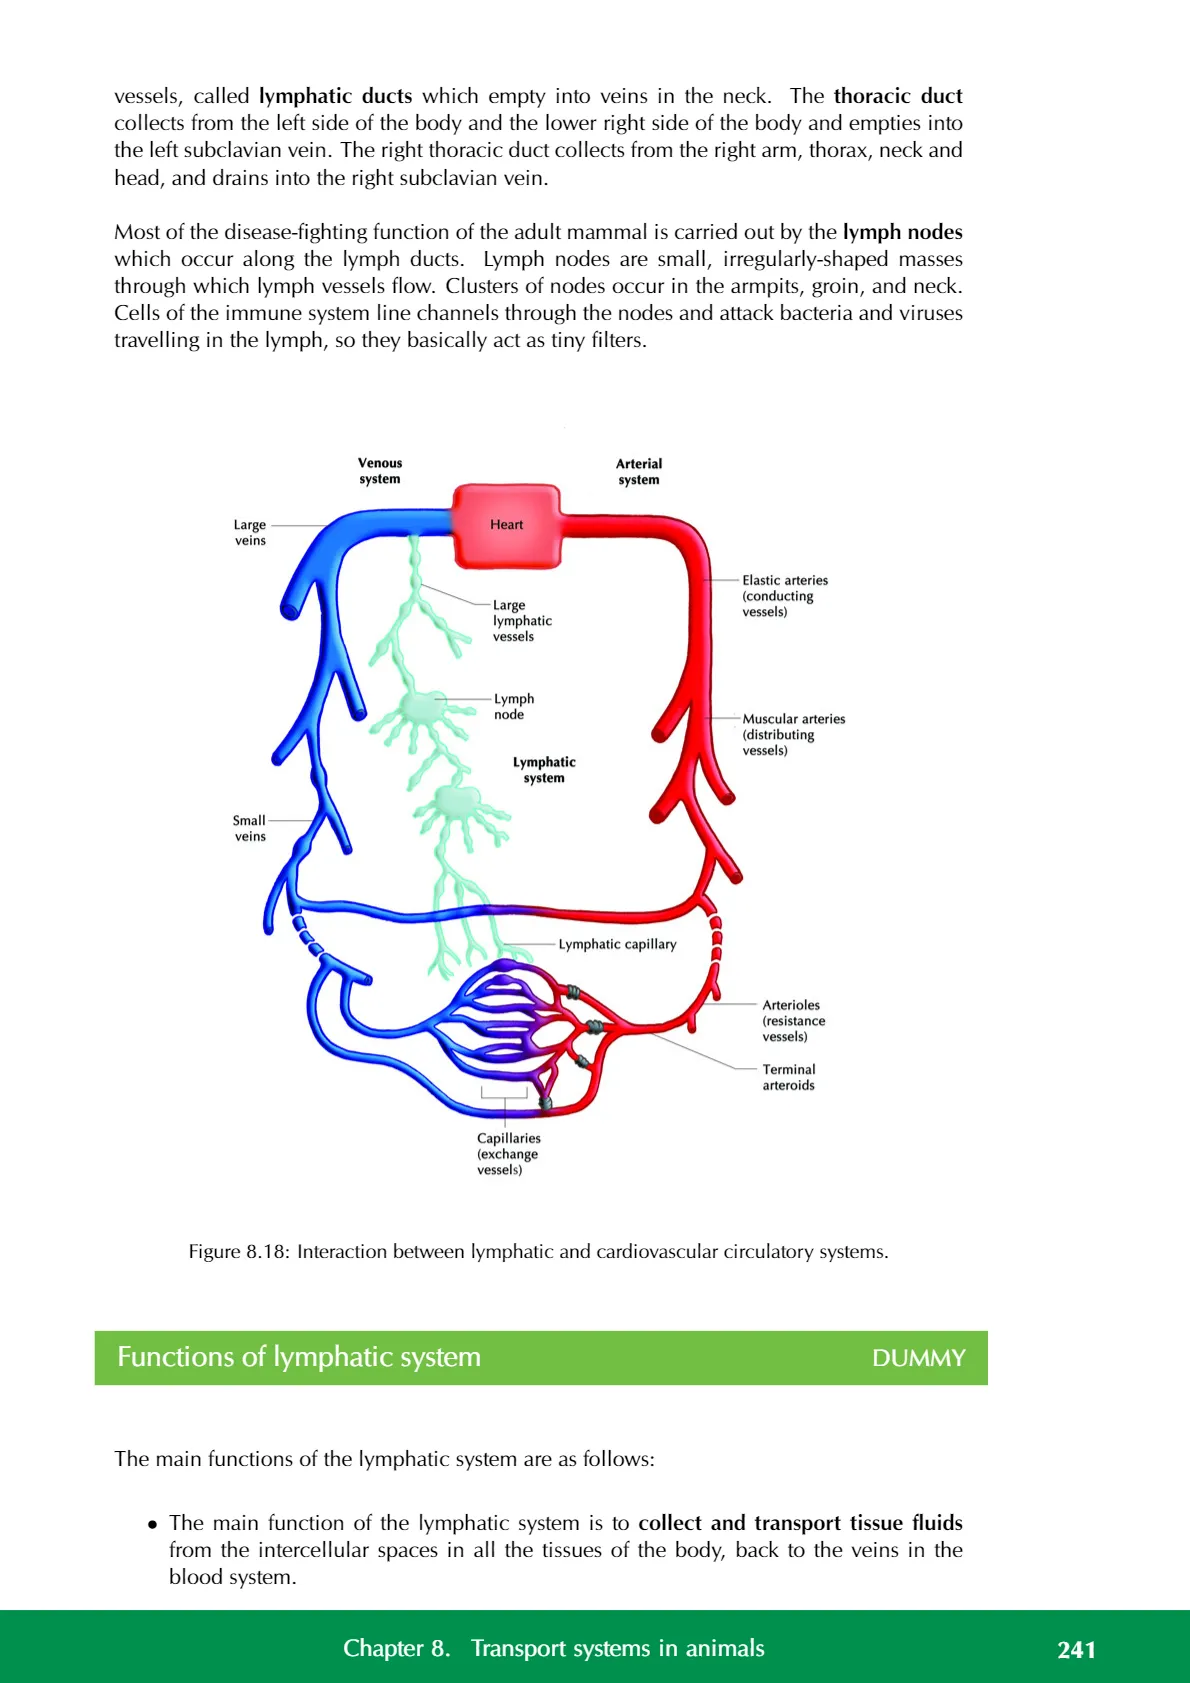 vessels, called lymphatic ducts which empty into veins in the neck. The thoracic duct
collects from the left side of the body and the lower right side of the body and empties into
the left subclavian vein. The right thoracic duct collects from the right arm, thorax, neck and
head, and drains into the right subclavian vein.
Most of the disease-fighting function of the adult mammal is carried out by the lymph nodes
which occur along the lymph ducts. Lymph nodes are small, irregularly-shaped masses
through which lymph vessels flow. Clusters of nodes occur in the armpits, groin, and neck.
Cells of the immune system line channels through the nodes and attack bacteria and viruses
travelling in the lymph, so they basically act as tiny filters.
Venous
system
Arterial
system
Large
veins
Heart
Elastic arteries
(conducting
vessels)
Large
lymphatic
vessels
Lymph
node
Muscular arteries
(distributing
vessels)
Lymphatic
system
Small
veins
Lymphatic capillary
Arterioles
(resistance
vessels)
Terminal
arteroids
Capillaries
(exchange
vessels)
Figure 8.18: Interaction between lymphatic and cardiovascular circulatory systems.
Functions of lymphatic system DUMMY
The main functions of the lymphatic system are as follows:
• The main function of the lymphatic system is to collect and transport tissue fluids
from the intercellular spaces in all the tissues of the body, back to the veins in the
blood system.
Chapter 8. Transport systems in animals 241